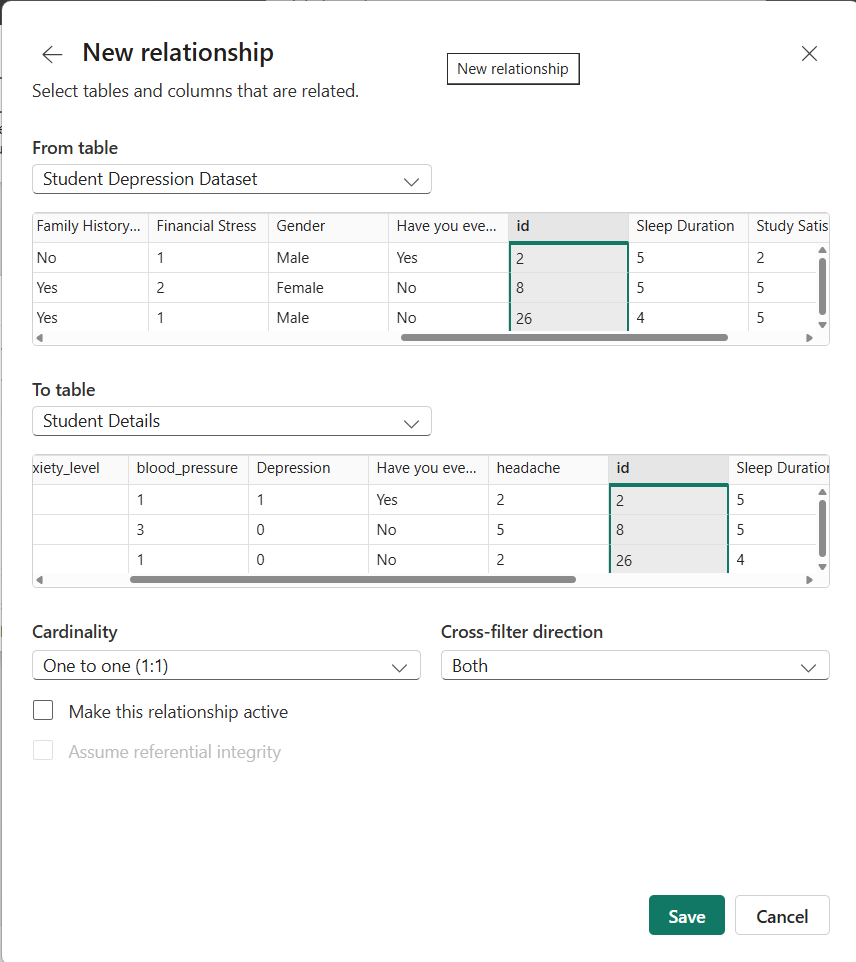 New relationship
New relationship
Select tables and columns that are related.
From table
Student Depression Dataset
Family History... Financial Stress Gender Have you eve... id Sleep Duration Study Satis
No 1 Male Yes 2 5 2
Yes 2 Female No 8 5 5
Yes 1 Male No 26 4 5
To table
Student Details
xiety_level blood_pressure Depression Have you eve... headache id Sleep Duration
1 1 Yes 2 2 5
3 0 No 5 8 5
1 0 No 2 26 4
Cardinality Cross-filter direction
One to one (1:1) Both
Make this relationship active
Assume referential integrity
Save Cancel